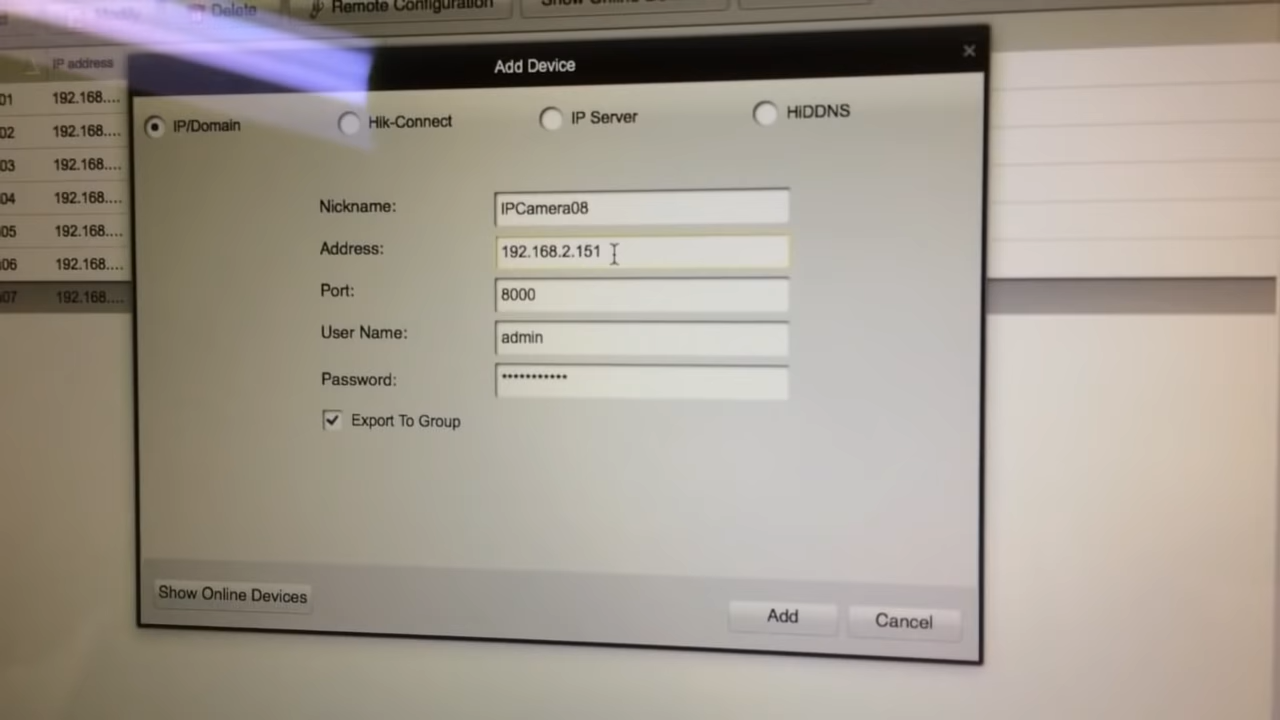 Delete Remote Configuration
IP address
Add Device
01 192.168....
02 192.168....
03 192.168....
04 192.168....
05 192.168....
06 192.168....
07 192.168....
IP/Domain Hik-Connect IP Server HiDDNS
Nickname: IPCamera08
Address: 192.168.2.151
Port: 8000
User Name: admin
Password: ***********
Export To Group
Show Online Devices
Add Cancel